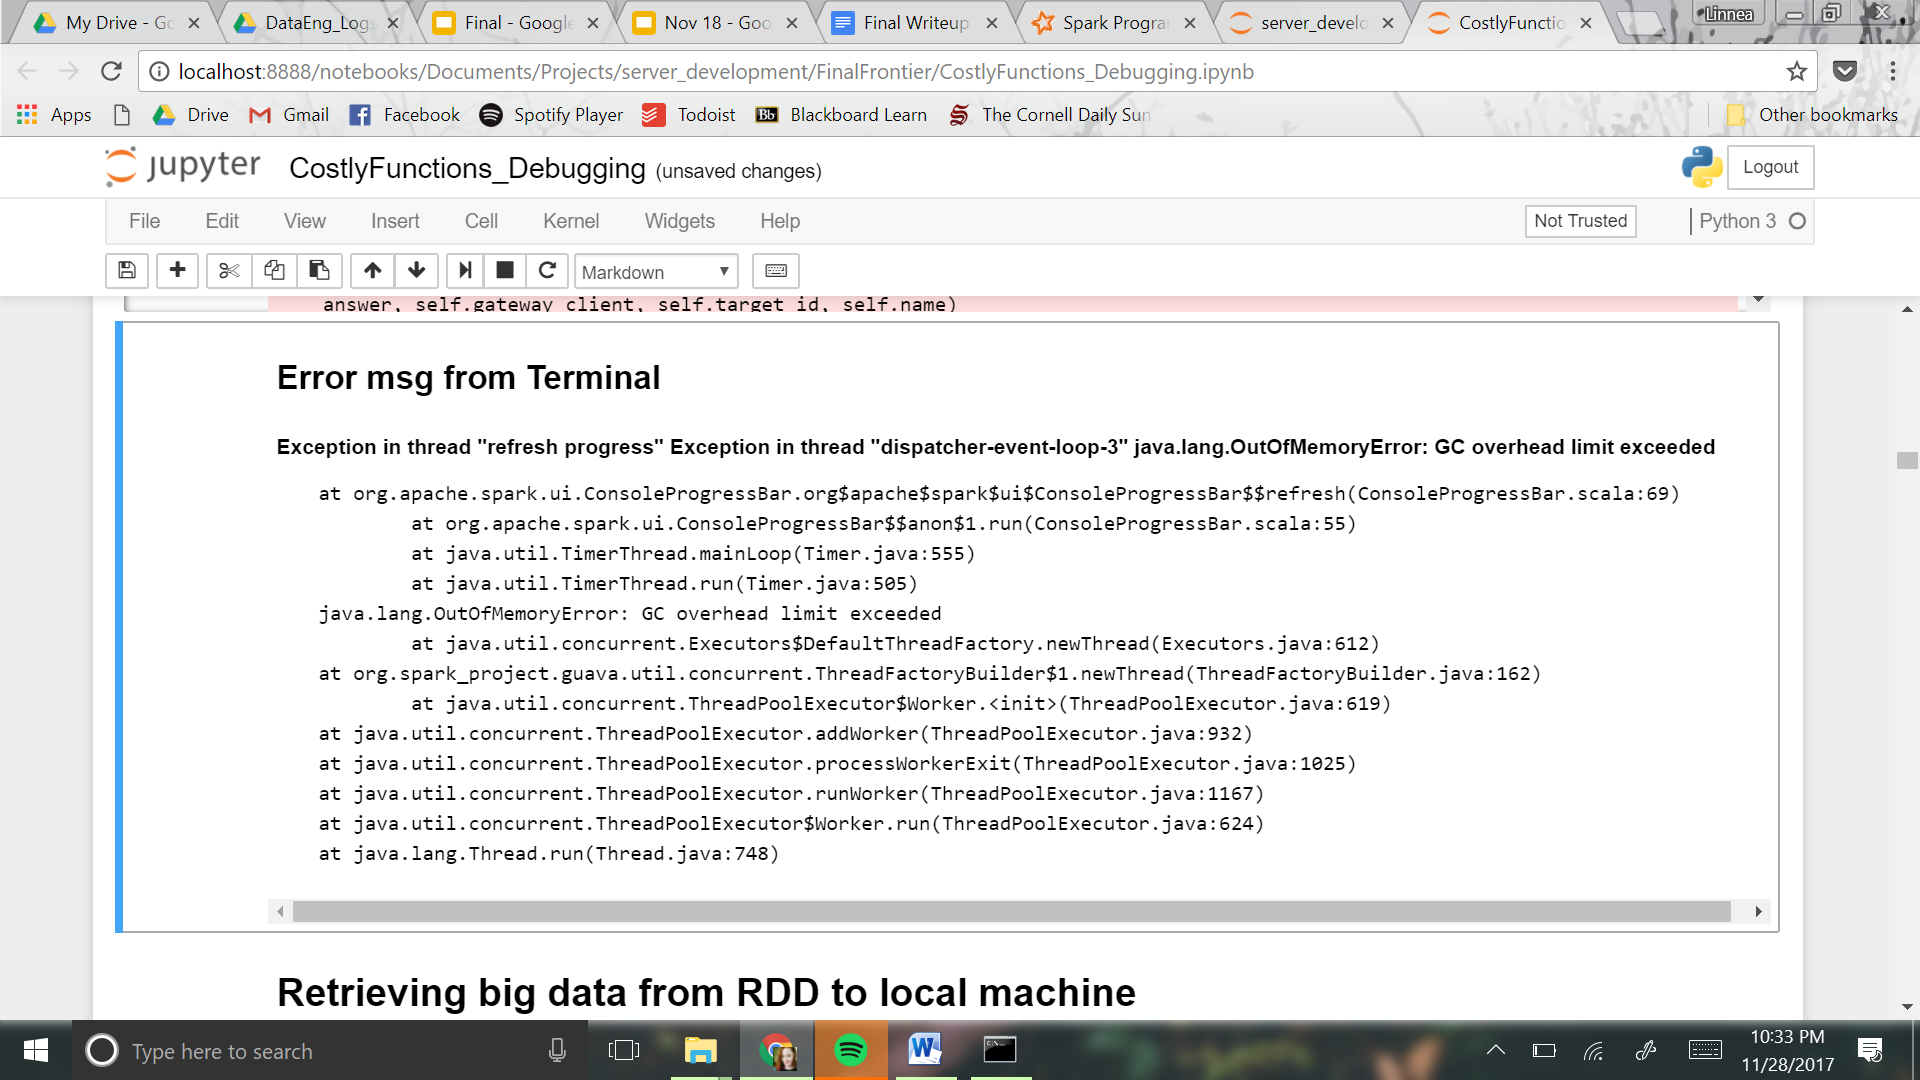 My Drive - Go
DataEng_Logs
Final - Google
Nov 18 - Goo
Final Writeup
Spark Progra
server_develo
CostlyFunctio
Linnea
localhost:8888/notebooks/Documents/Projects/server_development/FinalFrontier/CostlyFunctions_Debugging.ipynb
Apps
Drive
Gmail
Facebook
Spotify Player
Todoist
Bb
Blackboard Learn
The Cornell Daily Sun
Other bookmarks
jupyter
CostlyFunctions_Debugging (unsaved changes)
Logout
File
Edit
View
Insert
Cell
Kernel
Widgets
Help
Not Trusted
Python 3
Markdown
answer, self.gateway_client, self.target_id, self.name)
Error msg from Terminal
Exception in thread "refresh progress" Exception in thread "dispatcher-event-loop-3" java.lang.OutOfMemoryError: GC overhead limit exceeded
at org.apache.spark.ui.ConsoleProgressBar.org$apache$spark$ui$ConsoleProgressBar$$refresh(ConsoleProgressBar.scala:69)
at org.apache.spark.ui.ConsoleProgressBar$$anon$1.run(ConsoleProgressBar.scala:55)
at java.util.TimerThread.mainLoop(Timer.java:555)
at java.util.TimerThread.run(Timer.java:505)
java.lang.OutOfMemoryError: GC overhead limit exceeded
at java.util.concurrent.Executors$DefaultThreadFactory.newThread(Executors.java:612)
at org.spark_project.guava.util.concurrent.ThreadFactoryBuilder$1.newThread(ThreadFactoryBuilder.java:162)
at java.util.concurrent.ThreadPoolExecutor$Worker.<init>(ThreadPoolExecutor.java:619)
at java.util.concurrent.ThreadPoolExecutor.addWorker(ThreadPoolExecutor.java:932)
at java.util.concurrent.ThreadPoolExecutor.processWorkerExit(ThreadPoolExecutor.java:1025)
at java.util.concurrent.ThreadPoolExecutor.runWorker(ThreadPoolExecutor.java:1167)
at java.util.concurrent.ThreadPoolExecutor$Worker.run(ThreadPoolExecutor.java:624)
at java.lang.Thread.run(Thread.java:748)
Retrieving big data from RDD to local machine
Type here to search
10:33 PM
11/28/2017